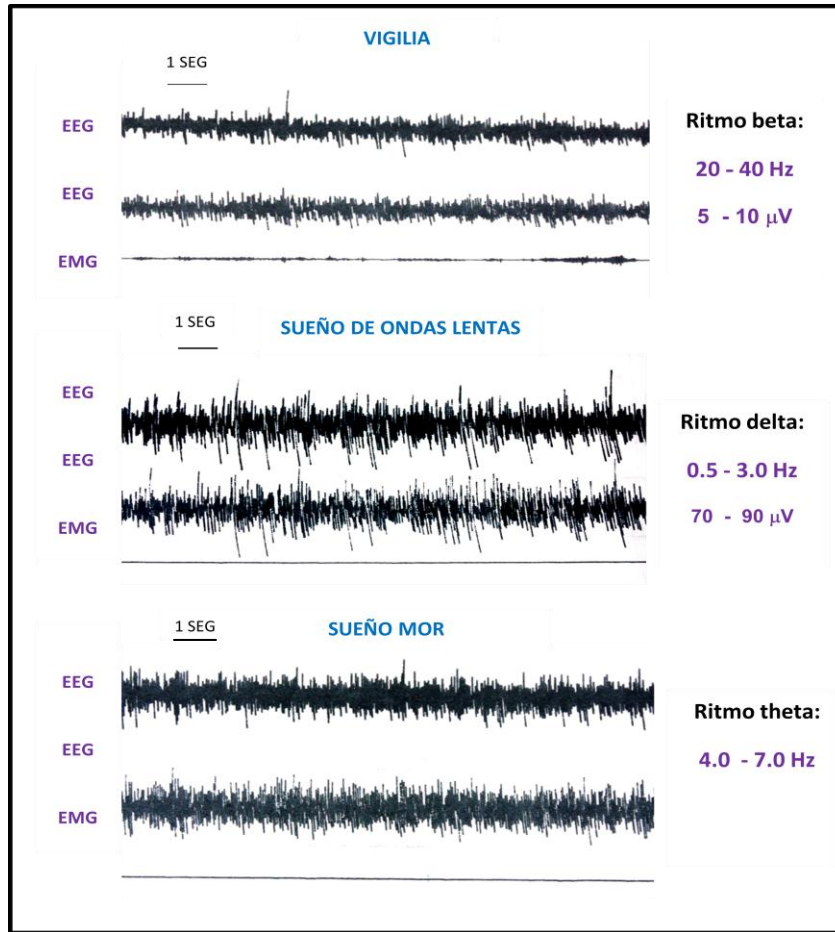 VIGILIA
1 SEG
EEG
EEG
EMG
Ritmo beta:
20 - 40 Hz
5 - 10 µV
1 SEG
SUEÑO DE ONDAS LENTAS
EEG
EEG
EMG
Ritmo delta:
0.5 - 3.0 Hz
70 - 90 µV
1 SEG
SUEÑO MOR
EEG
EEG
EMG
Ritmo theta:
4.0 - 7.0 Hz